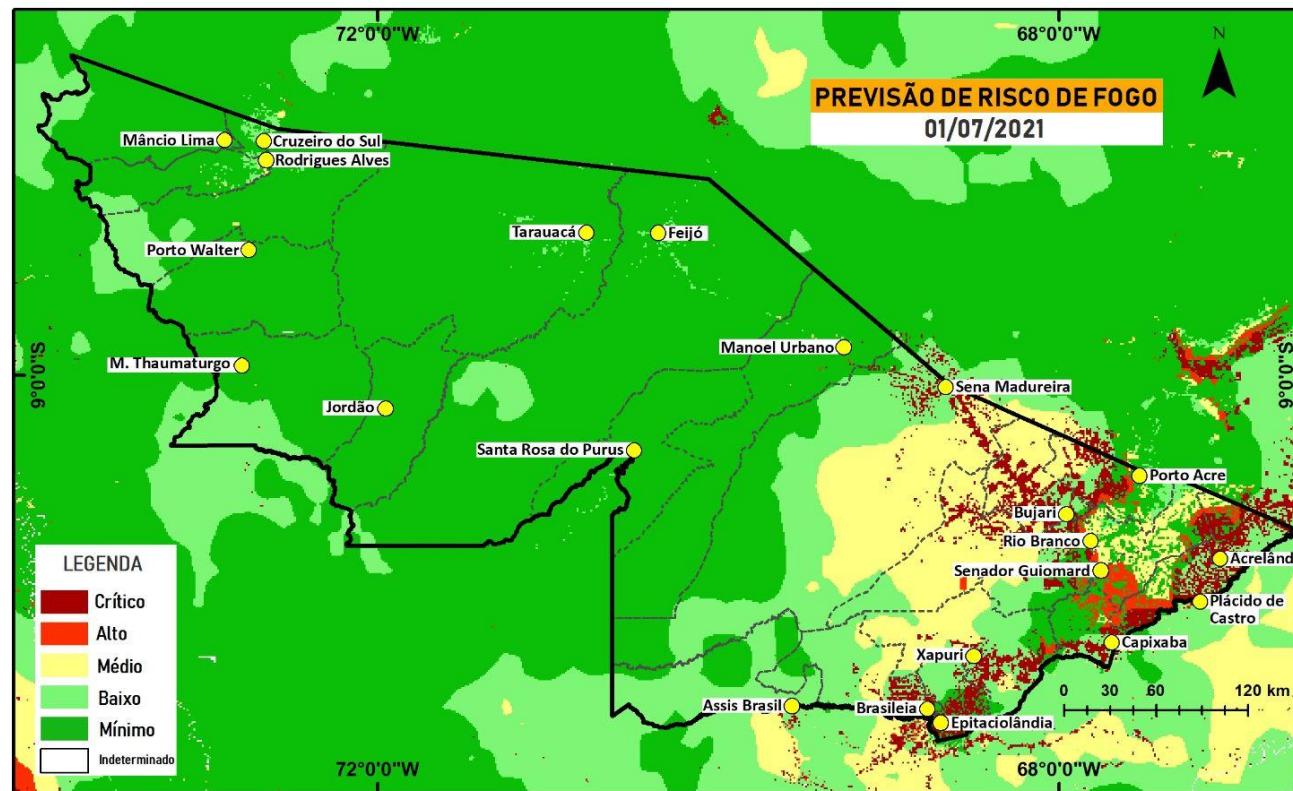 72°0'0"W
68°0'0"W
N
PREVISÃO DE RISCO DE FOGO
01/07/2021
Mâncio Lima
Cruzeiro do Sul
Rodrigues Alves
Tarauacá
Feijó
Porto Walter
9°0'0"S
9°0'0"S
Manoel Urbano
M. Thaumaturgo
Sena Madureira
Jordão
Santa Rosa do Purus
Porto Acre
Bujari
Rio Branco
Acrelând
Senador Guiomard
Plácido de
Castro
Capixaba
Xapuri
Assis Brasil
Brasileia
Epitaciolândia
LEGENDA
Crítico
Alto
Médio
Baixo
Mínimo
Indeterminado
0 30 60 120 km
72°0'0"W
68°0'0"W